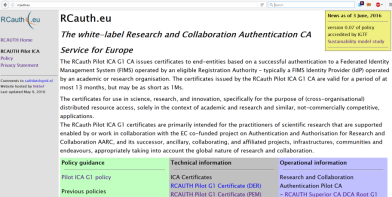 RCauth.eu
RCAUTH Home
RCAUTH Pilot ICA
Policy
Privacy Statement
Comments to ca@rcauth.eu
Website hosted by Nikhef
Last updated May 6, 2018
RCauth.eu
The white-label Research and Collaboration Authentication CA
Service for Europe
The RCauth Pilot ICA G1 CA issues certificates to end-entities based on a successful authentication to a Federated Identity
Management System (FIMS) operated by an eligible Registration Authority - typically a FIMS Identity Provider (IdP) operated
by an academic or research organisation. The certificates issued by the RCauth Pilot ICA G1 CA are valid for a period of at
most 13 months, but may be as short as 1Ms.
The certificates for use in science, research, and innovation, specifically for the purpose of (cross-organisational)
distributed resource access, solely in the context of academic and research and similar, not-commercially competitive,
applications.
The RCauth Pilot ICA G1 certificates are primarily intended for the practitioners of scientific research that are supported
enabled by or work in collaboration with the EC co-funded project on Authentication and Authorisation for Research and
Collaboration AARC, and its successor, ancillary, collaborating, and affiliated projects, infrastructures, communities and
endeavours, appropriately taking into account the global nature of research and collaboration.
News as of 3 June, 2016
version 0.02 of policy
accredited by IGTF
Sustainability model study
Policy guidance
Pilot ICA G1 policy
Previous policies
Technical information
ICA Certificates
RCAUTH Pilot G1 Certificate (DER)
RCAUTH Pilot G1 Certificate (PEM)
Operational information
Research and Collaboration
Authentication Pilot CA
- RCAUTH Superior CA DCA Root G1